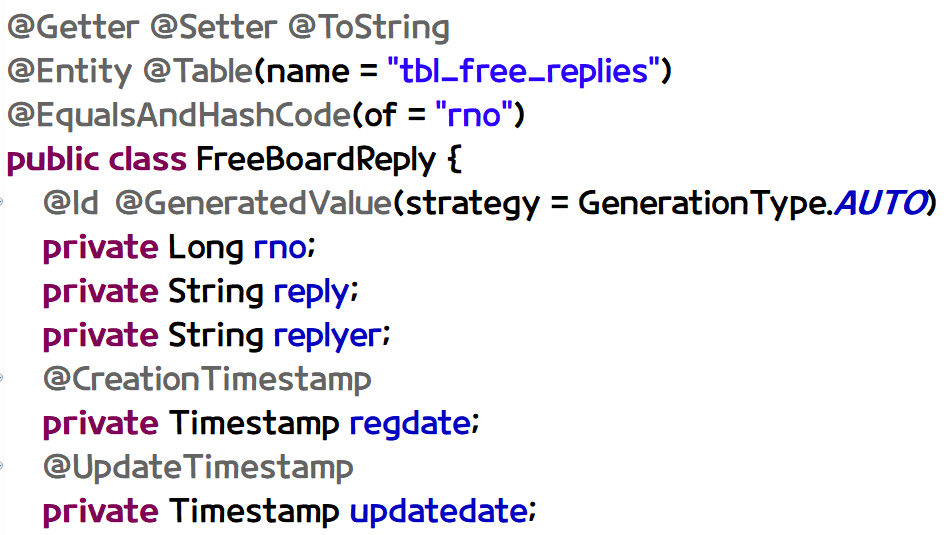 @Getter @Setter @ToString
@Entity @Table(name = "tbl_free_replies")
@EqualsAndHashCode(of = "rno")
public class FreeBoardReply {
@Id @GeneratedValue(strategy = GenerationType.AUTO)
private Long rno;
private String reply;
private String replyer;
@CreationTimestamp
private Timestamp regdate;
@UpdateTimestamp
private Timestamp updatedate;